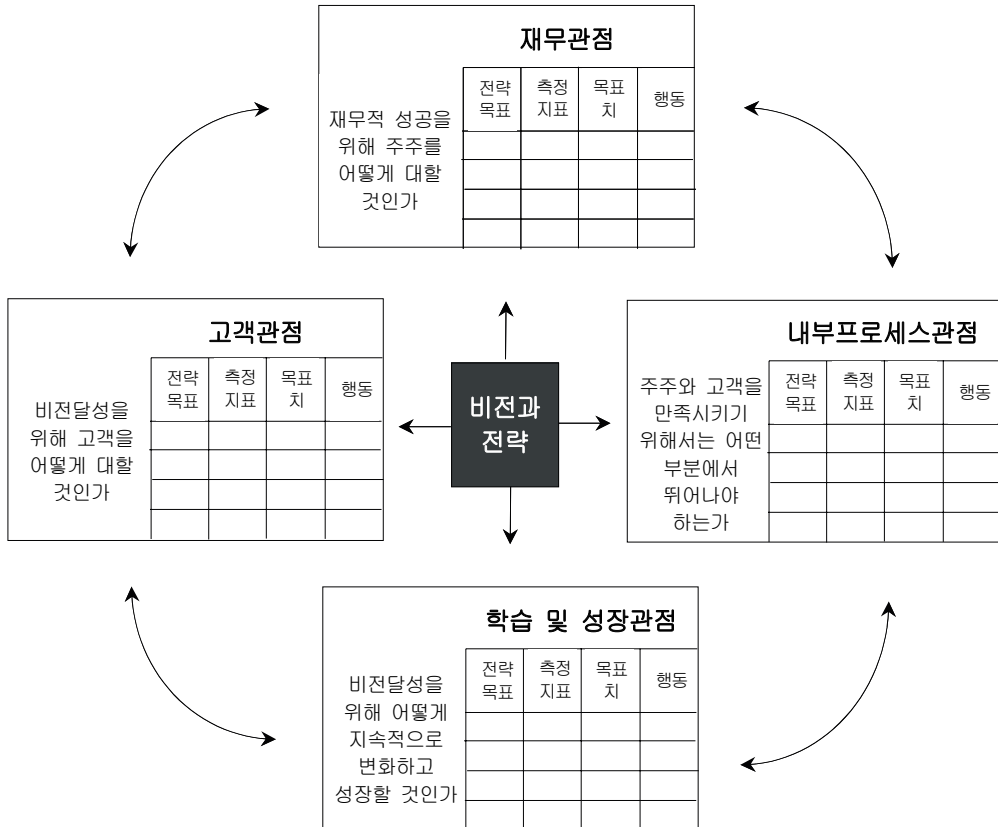 재무관점
전략 측정 목표 행동
목표 지표 치
재무적 성공을
위해 주주를
어떻게 대할
것인가
고객관점
전략 측정 목표 행동
목표 지표 치
비전달성을
위해 고객을
어떻게 대할
것인가
비전과
전략
내부프로세스관점
전략 측정 목표 행동
목표 지표 치
주주와 고객을
만족시키기
위해서는 어떤
부분에서
뛰어나야
하는가
학습 및 성장관점
전략 측정 목표 행동
목표 지표 치
비전달성을
위해 어떻게
지속적으로
변화하고
성장할 것인가